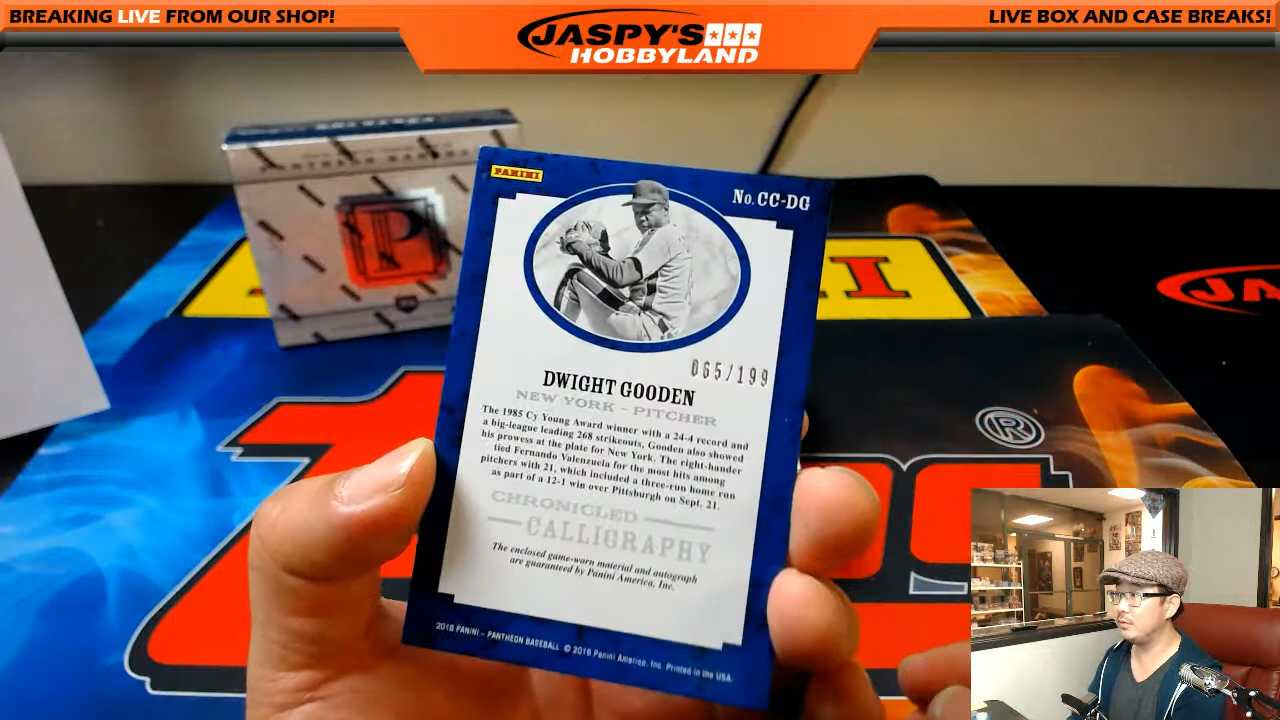 BREAKING LIVE FROM OUR SHOP!
JASPY'S
HOBBYLAND
LIVE BOX AND CASE BREAKS!
PANINI
No. CC-DG
065/199
DWIGHT GOODEN
NEW YORK - PITCHER
The 1985 Cy Young Award winner with a 24-4 record and
a big-league leading 268 strikeouts, Gooden also showed
his prowess at the plate for New York. The right-hander
tied Fernando Valenzuela for the most hits among
pitchers with 21, which included a three-run home run
as part of a 12-1 win over Pittsburgh on Sept. 21.
CHRONICLED
CALLIGRAPHY
The enclosed game-worn material and autograph
are guaranteed by Panini America, Inc.
2016 PANINI - PANTHEON BASEBALL © 2016 Panini America, Inc. Printed in the USA.
P
JA
®